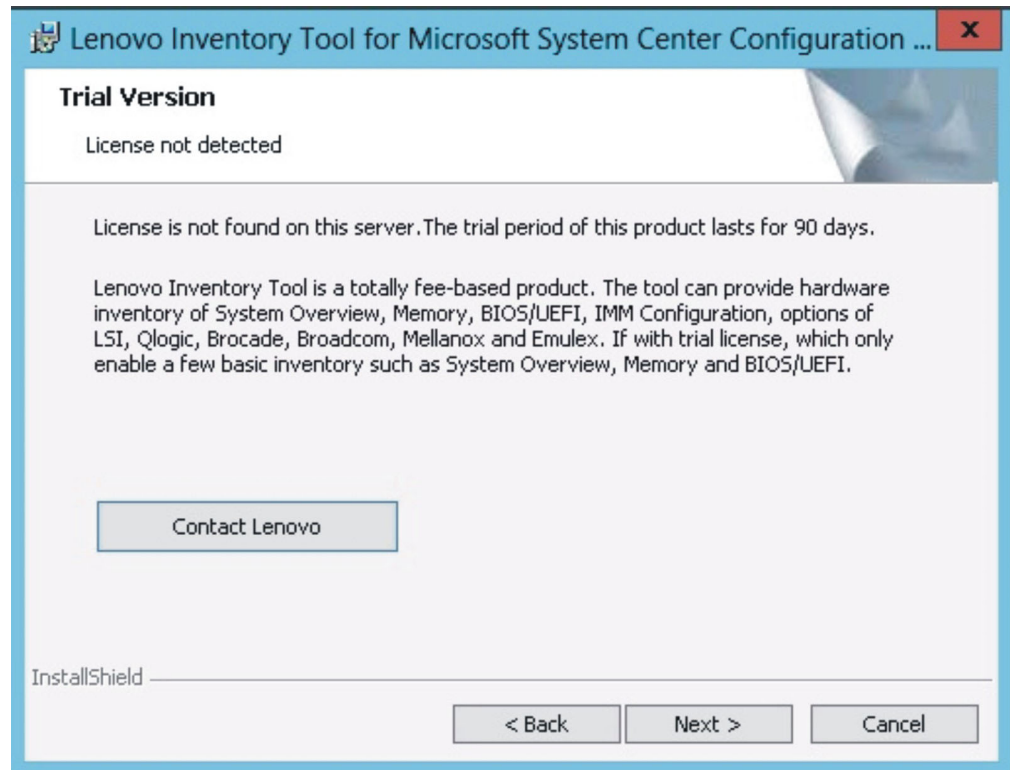 Lenovo Inventory Tool for Microsoft System Center Configuration ...
x
Trial Version
License not detected
License is not found on this server.The trial period of this product lasts for 90 days.
Lenovo Inventory Tool is a totally fee-based product. The tool can provide hardware
inventory of System Overview, Memory, BIOS/UEFI, IMM Configuration, options of
LSI, Qlogic, Brocade, Broadcom, Mellanox and Emulex. If with trial license, which only
enable a few basic inventory such as System Overview, Memory and BIOS/UEFI.
Contact Lenovo
InstallShield
< Back
Next >
Cancel